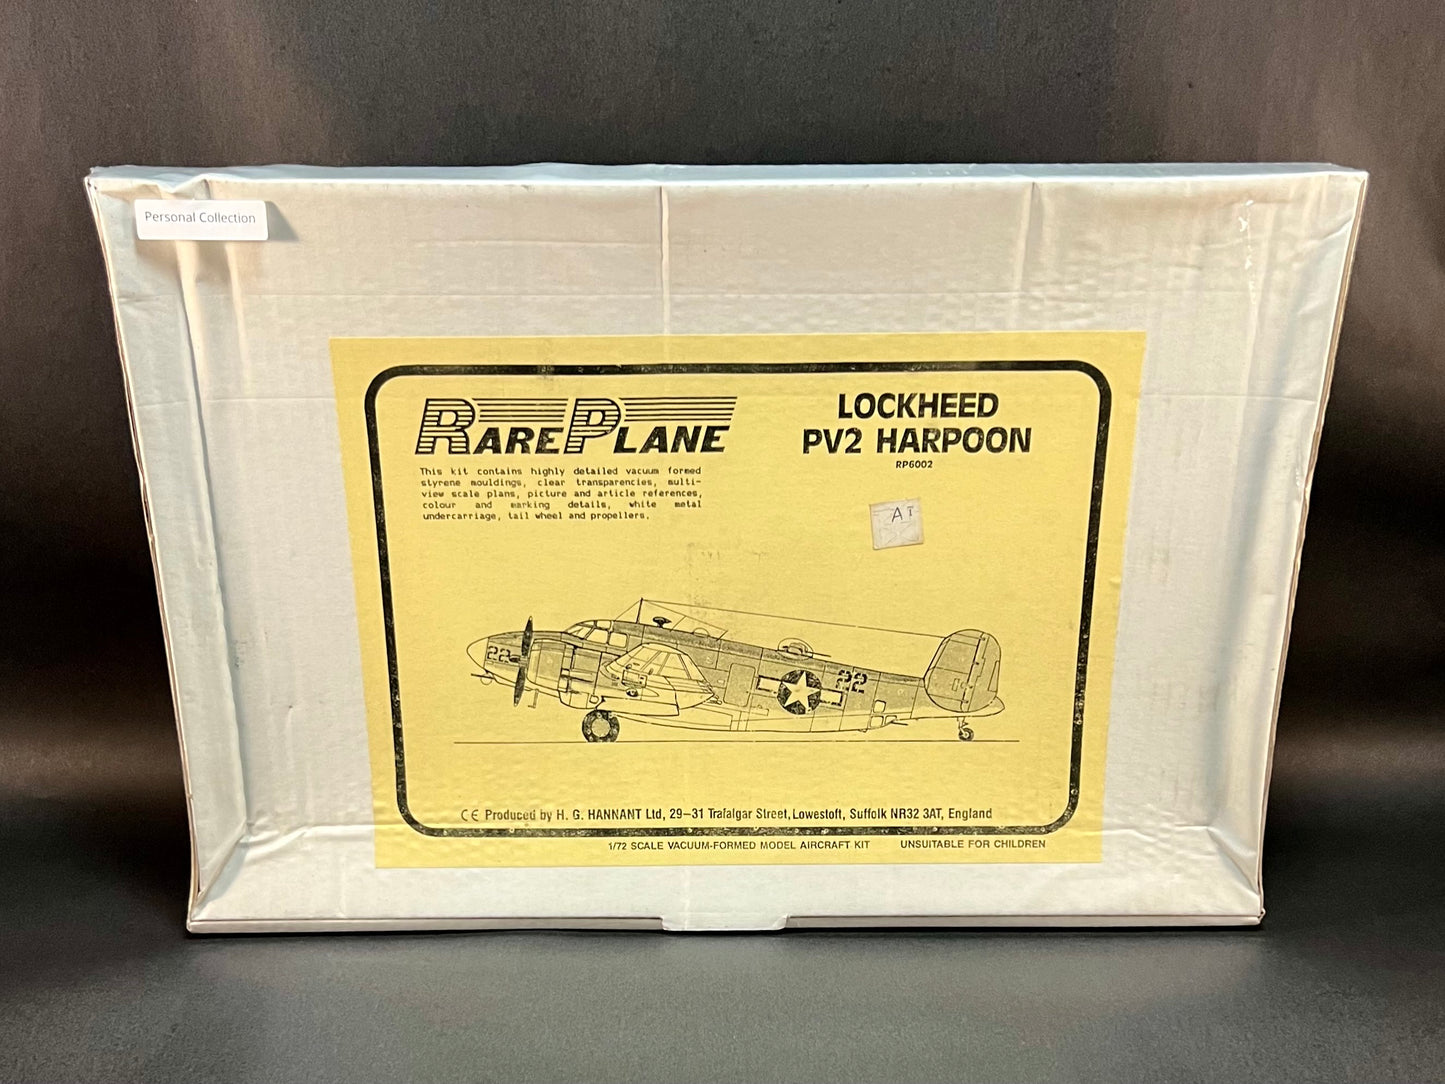 Personal Collection
RAREPLANE
LOCKHEED
PV2 HARPOON
RP6002
This kit contains highly detailed vacuum formed
styrene mouldings, clear transparencies, multi-
view scale plans, picture and article references,
colour and marking details, white metal
undercarriage, tail wheel and propellers.
AI
22
22
CE Produced by H. G. HANNANT Ltd, 29–31 Trafalgar Street, Lowestoft, Suffolk NR32 3AT, England
1/72 SCALE VACUUM-FORMED MODEL AIRCRAFT KIT UNSUITABLE FOR CHILDREN